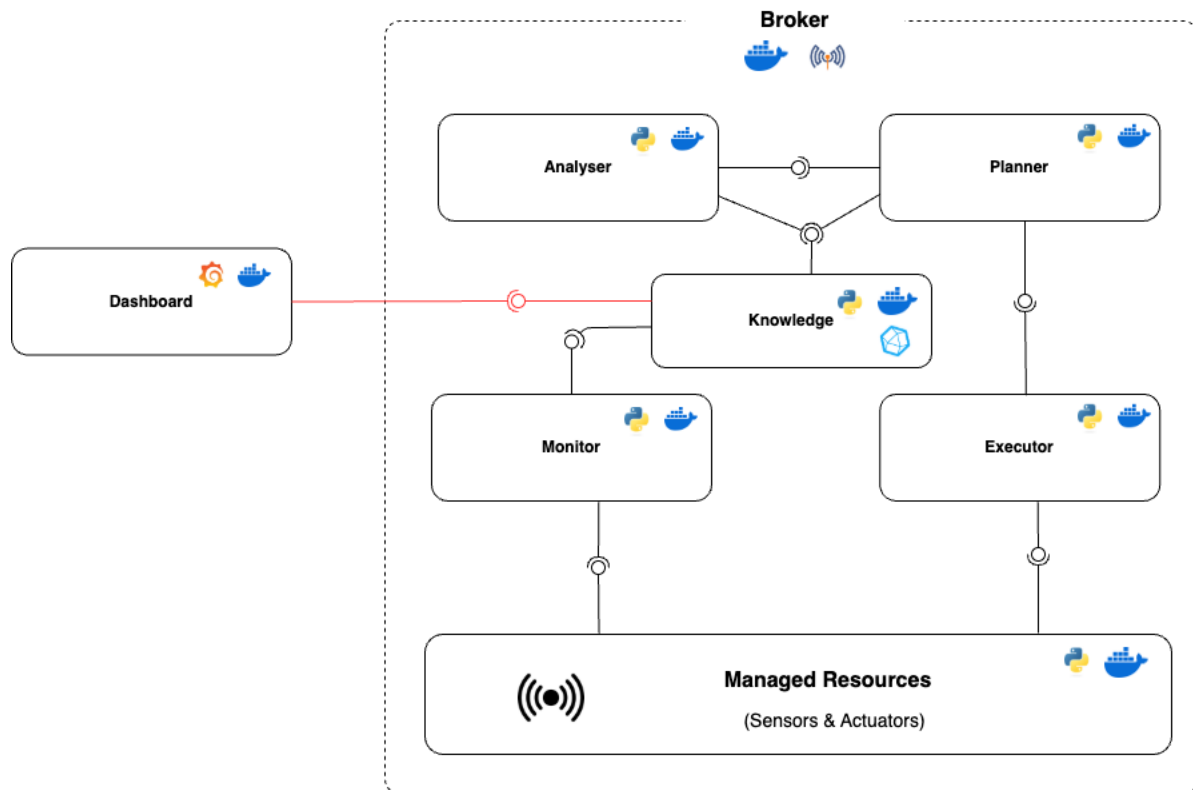 Broker
Analyser
Planner
Dashboard
Knowledge
Monitor
Executor
Managed Resources
(Sensors & Actuators)